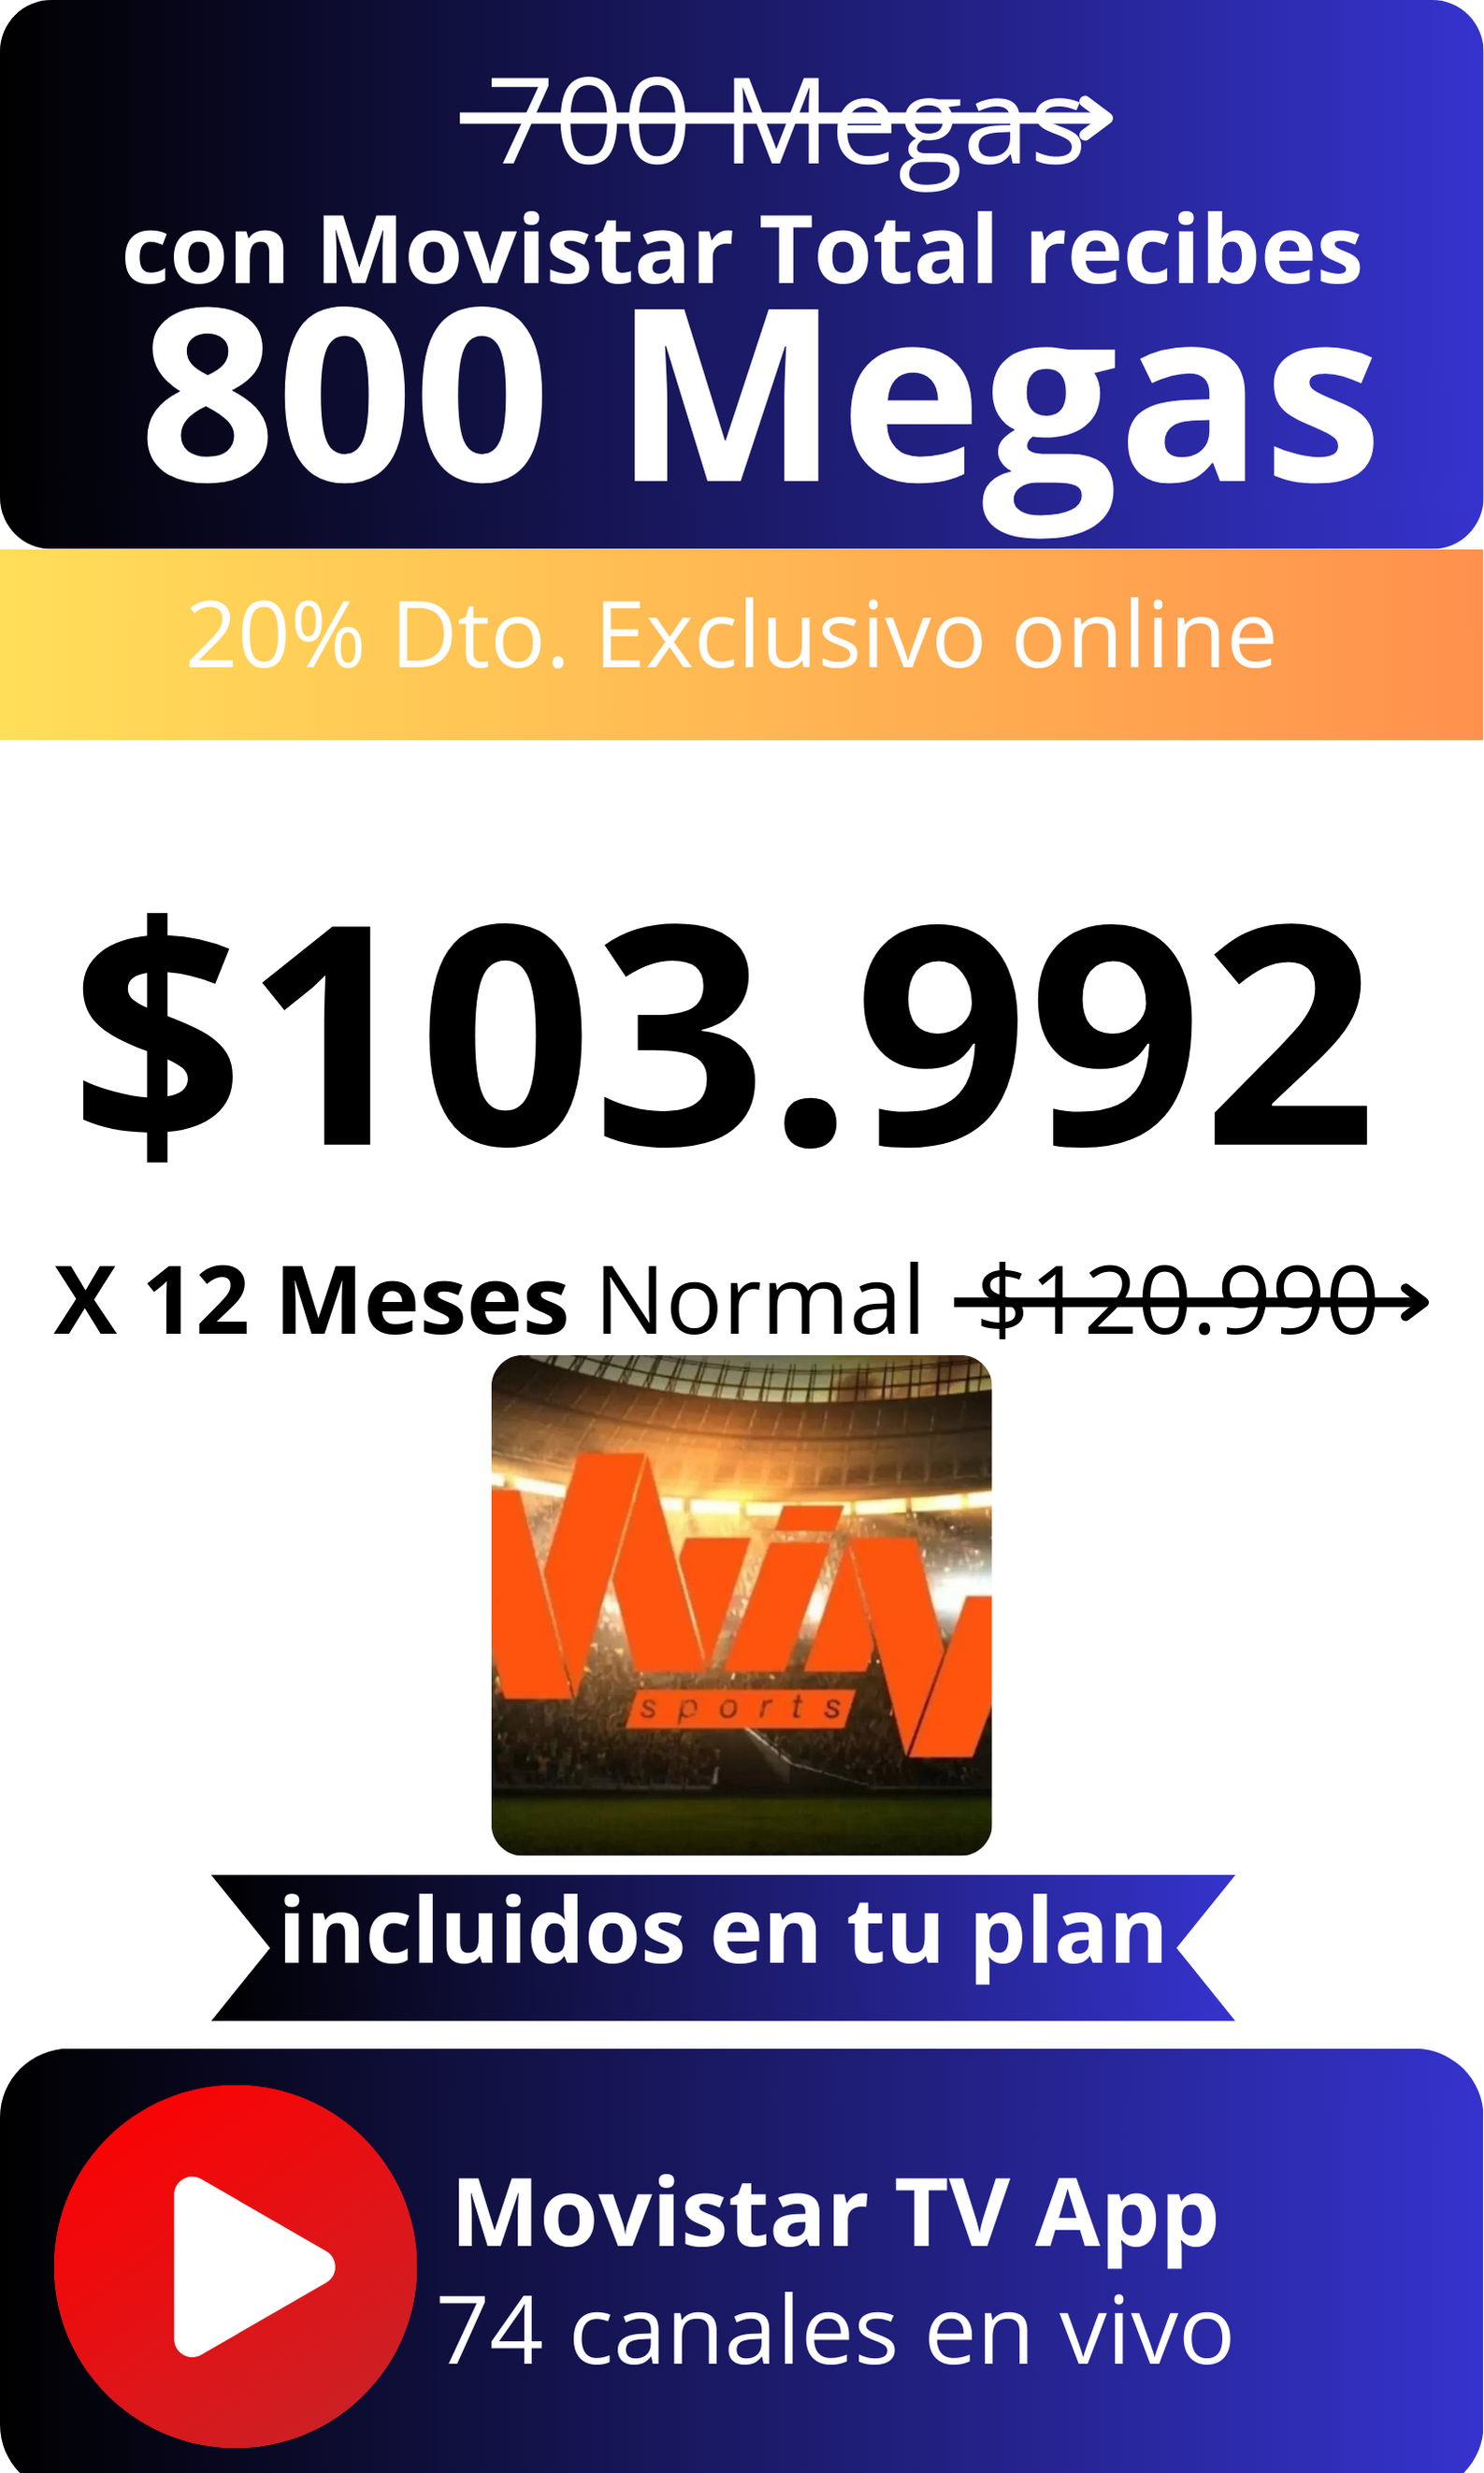 700 Megas
con Movistar Total recibes
800 Megas
20% Dto. Exclusivo online
$103.992
X 12 Meses Normal $120.990
Win
sports
incluidos en tu plan
Movistar TV App
74 canales en vivo